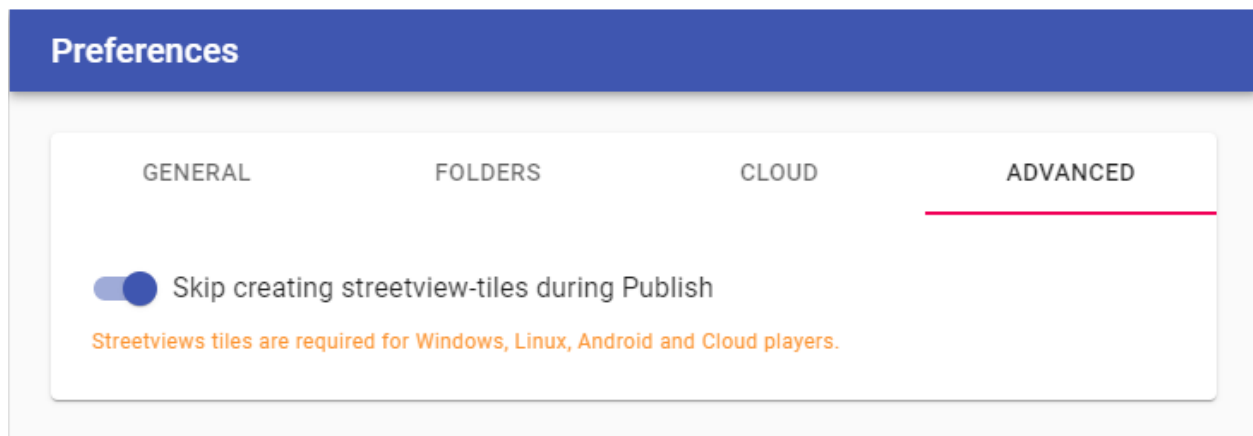 Preferences
GENERAL FOLDERS CLOUD ADVANCED
Skip creating streetview-tiles during Publish
Streetviews tiles are required for Windows, Linux, Android and Cloud players.